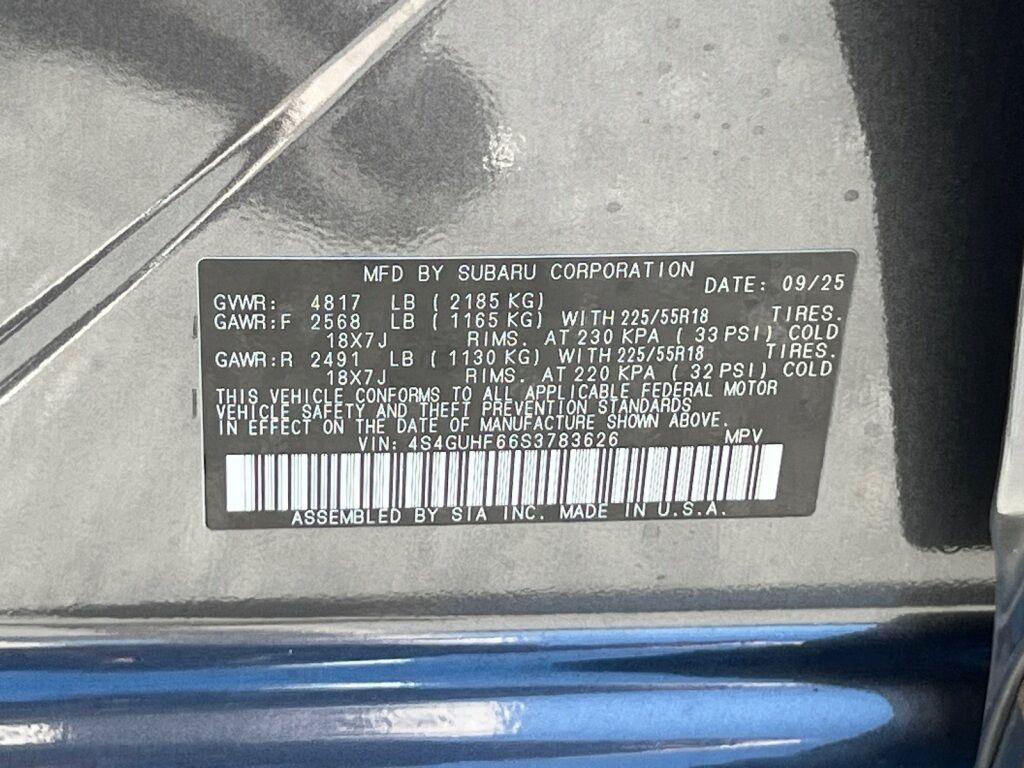 MFD BY SUBARU CORPORATION DATE: 09/25
GVWR: 4817 LB ( 2185 KG)
GAWR:F 2568 LB ( 1165 KG) WITH 225/55R18 TIRES.
18X7J RIMS. AT 230 KPA ( 33 PSI) COLD
GAWR:R 2491 LB ( 1130 KG) WITH 225/55R18 TIRES.
18X7J RIMS. AT 220 KPA ( 32 PSI) COLD
THIS VEHICLE CONFORMS TO ALL APPLICABLE FEDERAL MOTOR
VEHICLE SAFETY AND THEFT PREVENTION STANDARDS
IN EFFECT ON THE DATE OF MANUFACTURE SHOWN ABOVE.
VIN: 4S4GUHF66S3783626 MPV
ASSEMBLED BY SIA INC. MADE IN U.S.A.